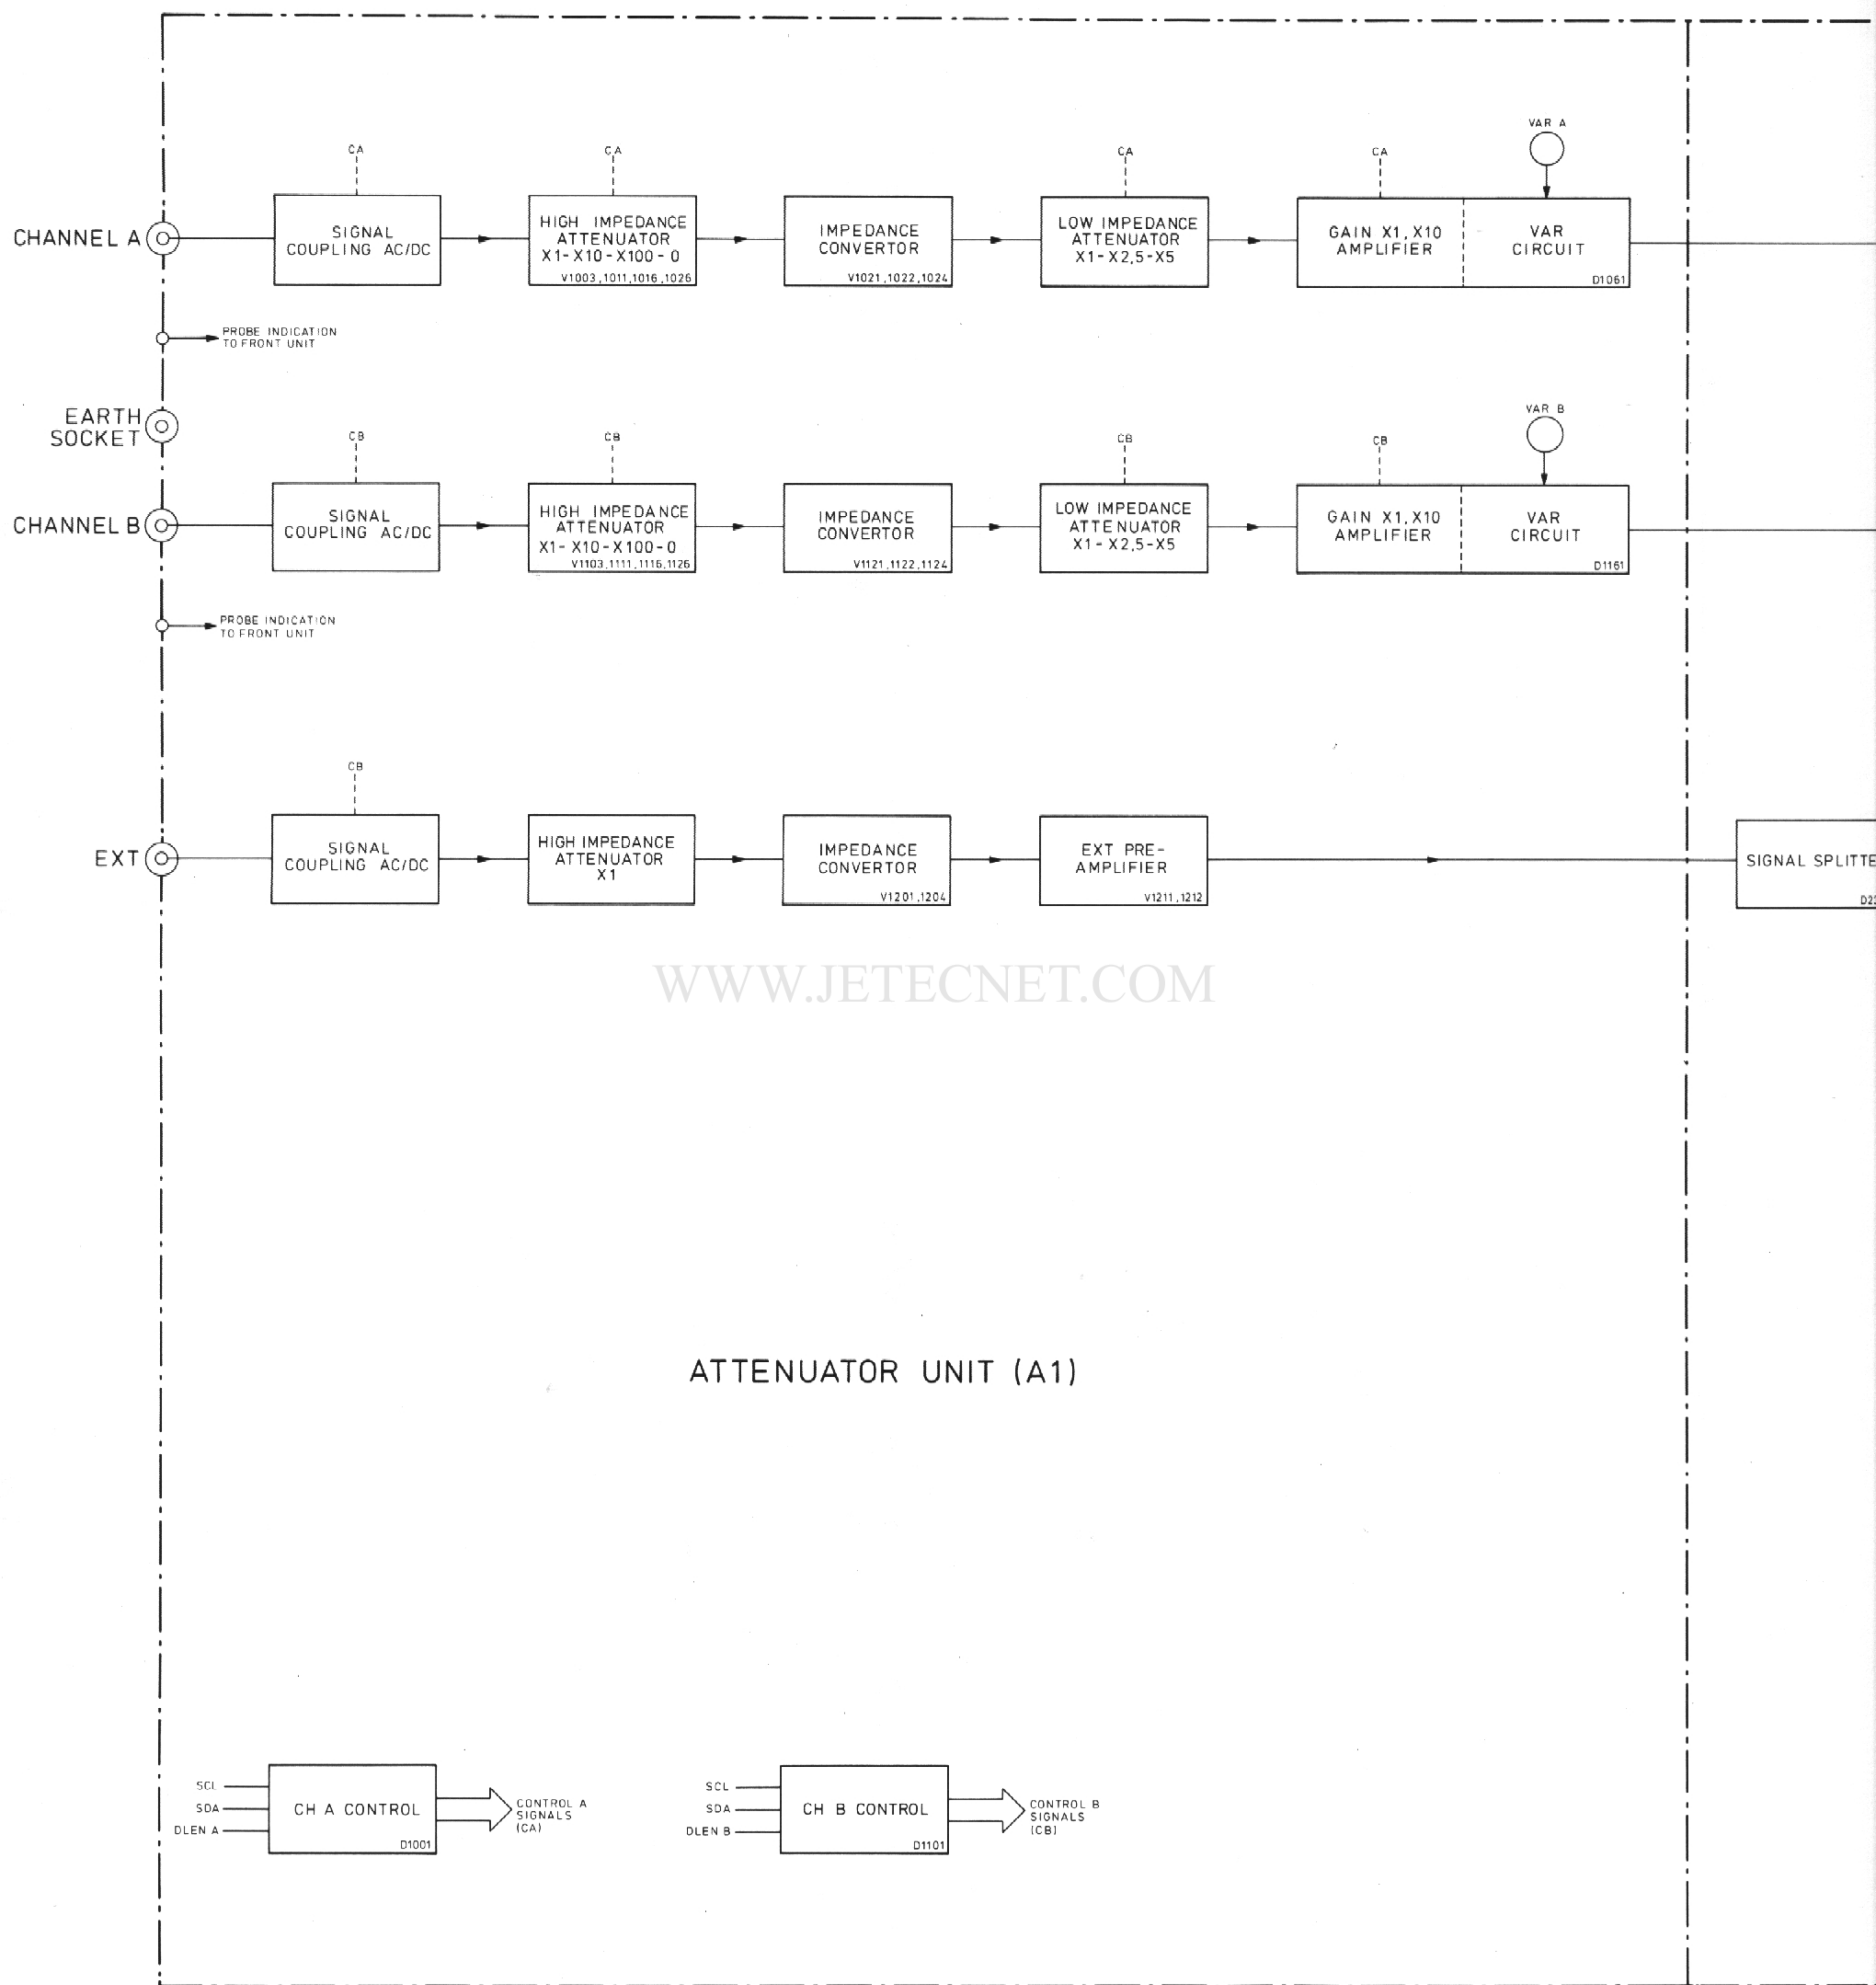 VAR A
CA
CA
CA
CA
CHANNEL A
SIGNAL
COUPLING AC/DC
HIGH IMPEDANCE
ATTENUATOR
X1-X10-X100-0
V1003,1011,1016,1026
IMPEDANCE
CONVERTOR
V1021,1022,1024
LOW IMPEDANCE
ATTENUATOR
X1-X2,5-X5
GAIN X1,X10
AMPLIFIER
VAR
CIRCUIT
D1061
PROBE INDICATION
TO FRONT UNIT
EARTH
SOCKET
VAR B
CB
CB
CB
CB
CHANNEL B
SIGNAL
COUPLING AC/DC
HIGH IMPEDANCE
ATTENUATOR
X1-X10-X100-0
V1103,1111,1116,1126
IMPEDANCE
CONVERTOR
V1121,1122,1124
LOW IMPEDANCE
ATTENUATOR
X1-X2,5-X5
GAIN X1,X10
AMPLIFIER
VAR
CIRCUIT
D1161
PROBE INDICATION
TO FRONT UNIT
CB
EXT
SIGNAL
COUPLING AC/DC
HIGH IMPEDANCE
ATTENUATOR
X1
IMPEDANCE
CONVERTOR
V1201,1204
EXT PRE-
AMPLIFIER
V1211,1212
SIGNAL SPLITTE
WWW.JETECNET.COM
ATTENUATOR UNIT (A1)
SCL
SDA
DLEN A
CH A CONTROL
D1001
CONTROL A
SIGNALS
(CA)
SCL
SDA
DLEN B
CH B CONTROL
D1101
CONTROL B
SIGNALS
(CB)